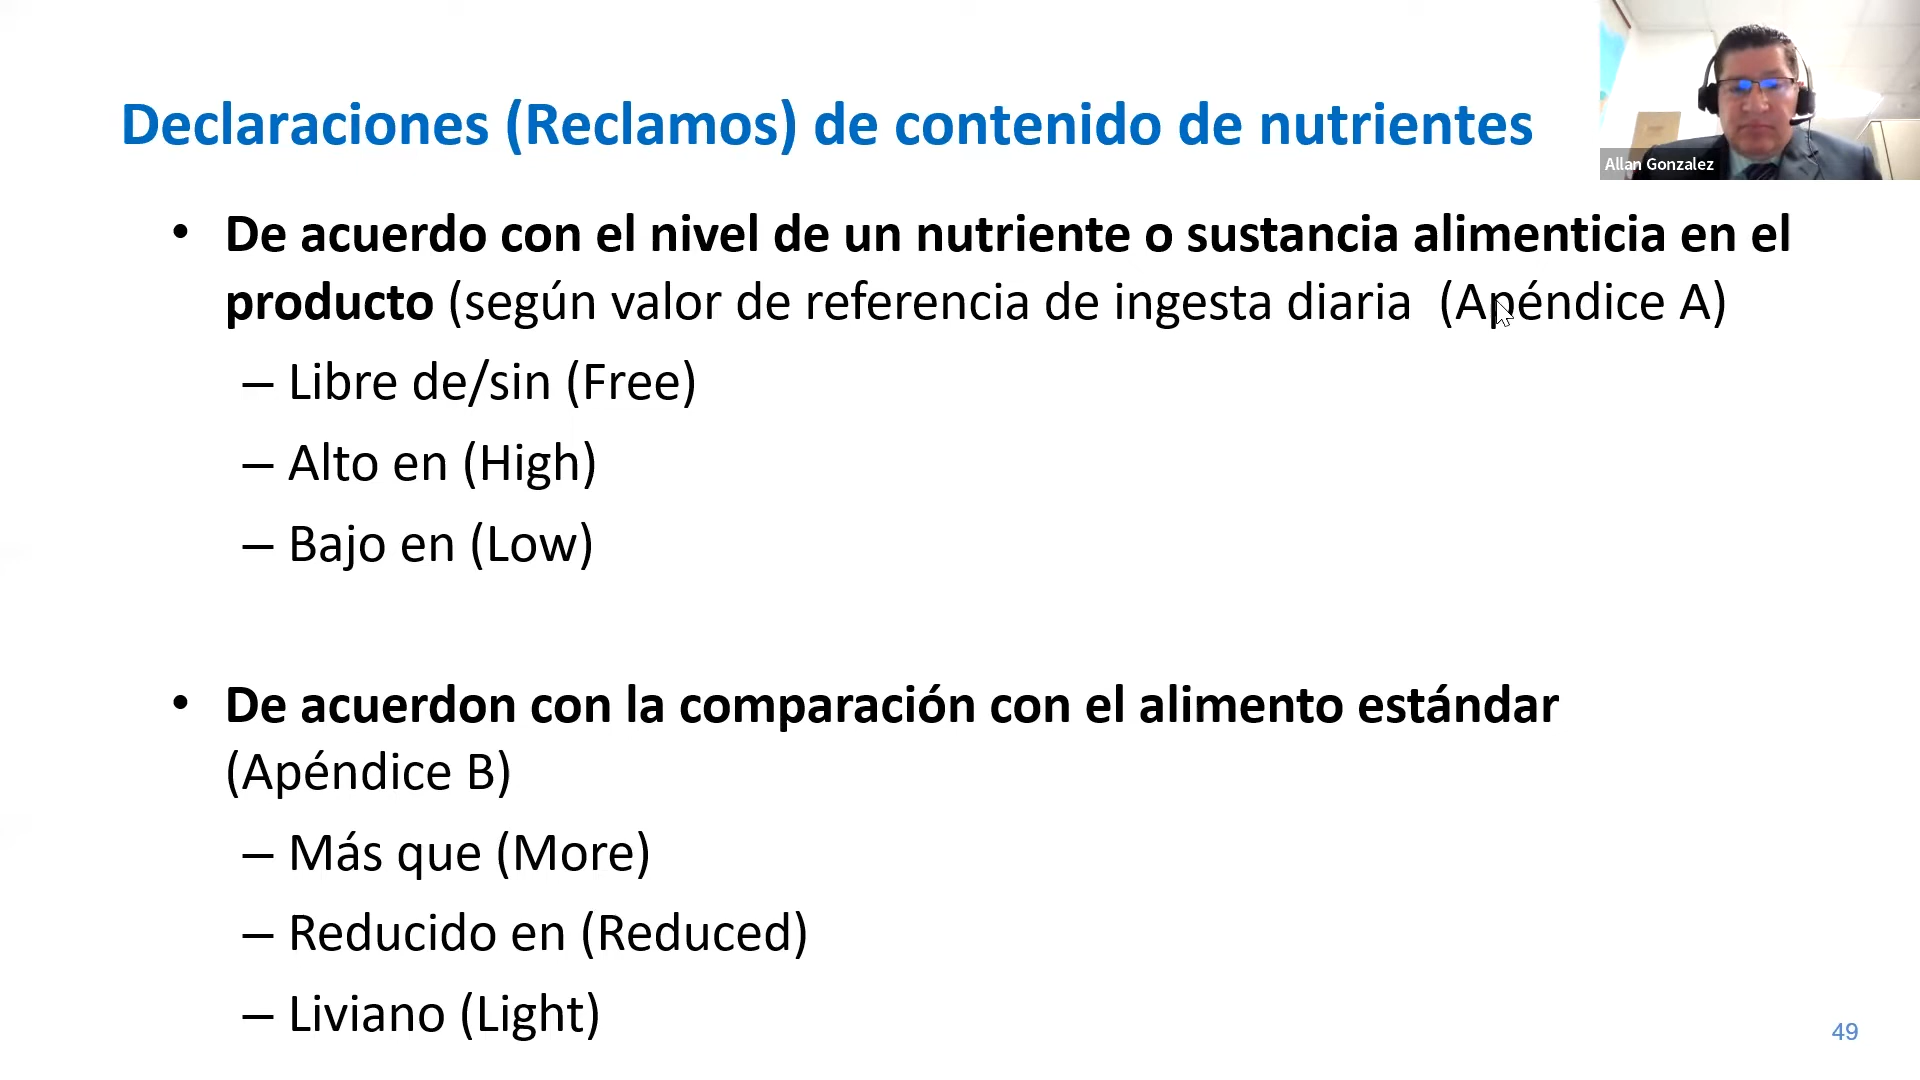 Declaraciones (Reclamos) de contenido de nutrientes
Allan Gonzalez
• De acuerdo con el nivel de un nutriente o sustancia alimenticia en el
producto (según valor de referencia de ingesta diaria (Apéndice A)
– Libre de/sin (Free)
– Alto en (High)
– Bajo en (Low)
• De acuerdon con la comparación con el alimento estándar
(Apéndice B)
– Más que (More)
– Reducido en (Reduced)
– Liviano (Light)
49